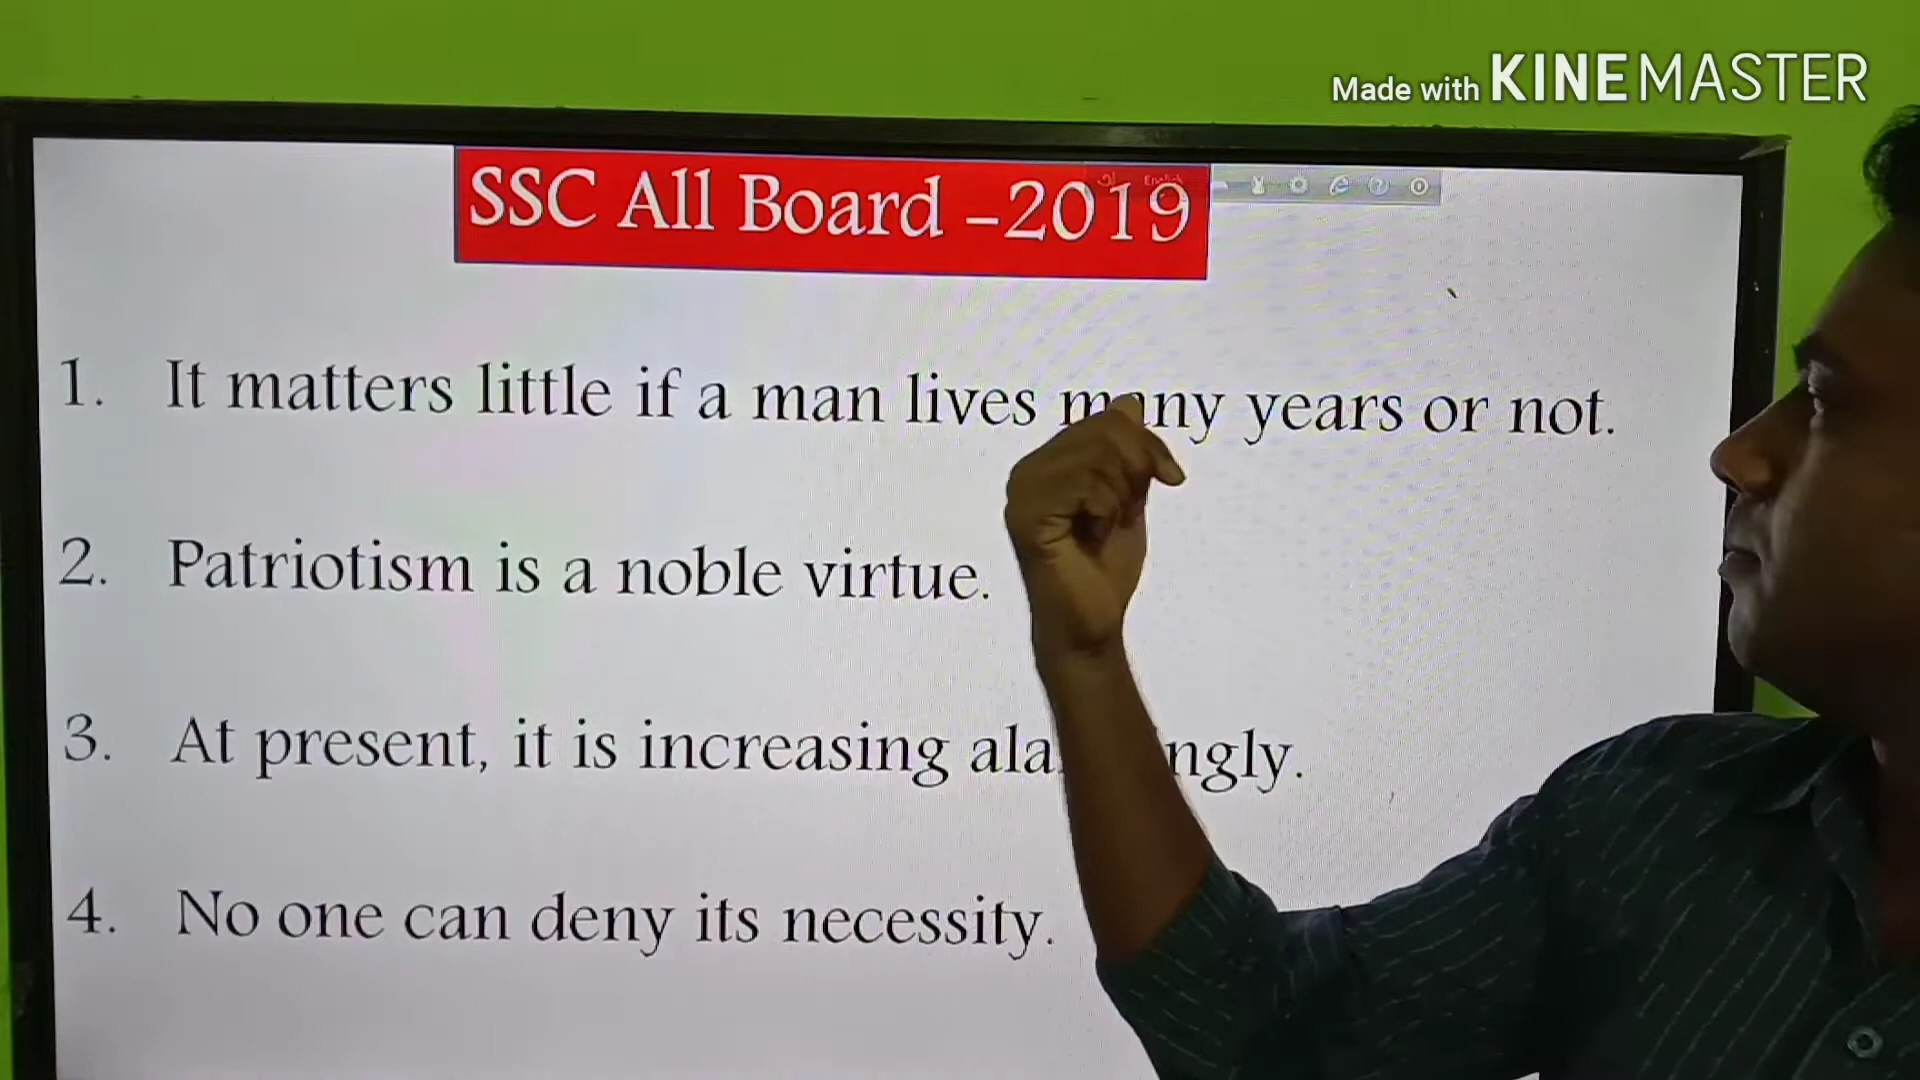 Made with KINEMASTER
SSC All Board -2019
1. It matters little if a man lives many years or not.
2. Patriotism is a noble virtue.
3. At present, it is increasing
4. No one can deny its necessity.